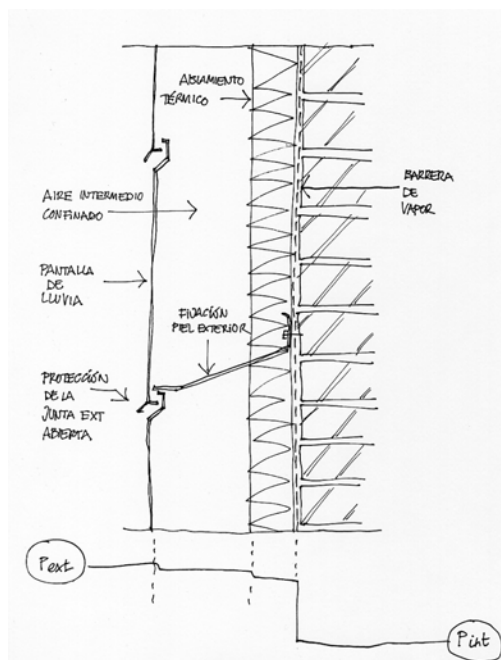 AISLAMIENTO
TÉRMICO
AIRE INTERMEDIO
CONFINADO
BARRERA
DE
VAPOR
PANTALLA
DE
LLUVIA
FIJACIÓN
PIEL EXTERIOR
PROTECCIÓN
DE LA
JUNTA EXT
ABIERTA
Pext
Pint